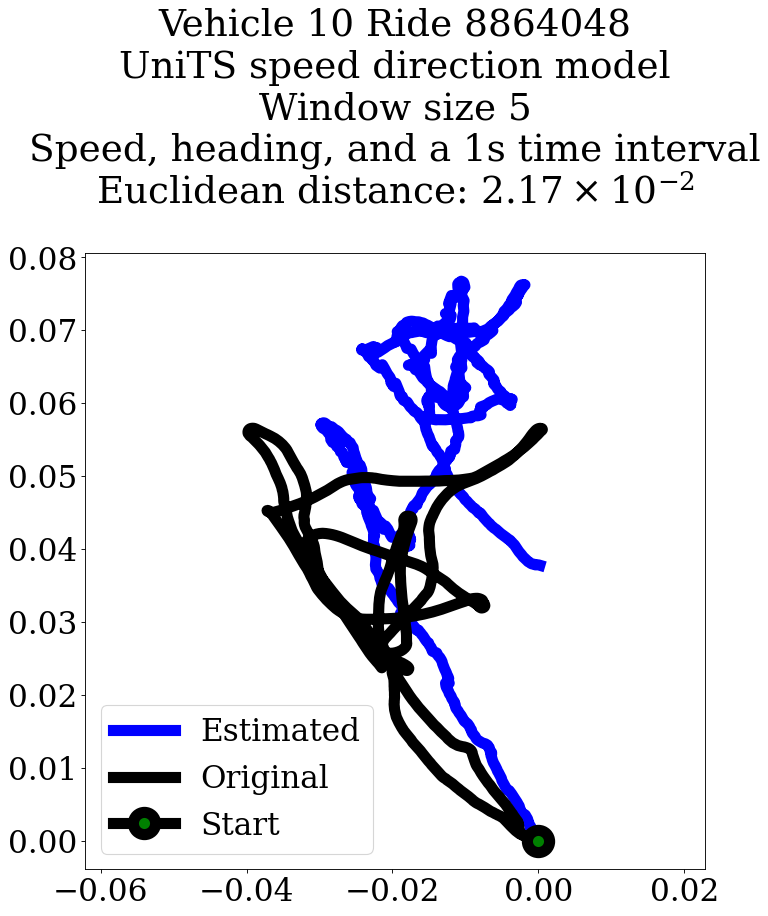 Vehicle 10 Ride 8864048
UniTS speed direction model
Window size 5
Speed, heading, and a 1s time interval
Euclidean distance: 2.17 × 10⁻²
0.08
0.07
0.06
0.05
0.04
0.03
0.02
0.01
0.00
Estimated
Original
Start
−0.06 −0.04 −0.02 0.00 0.02